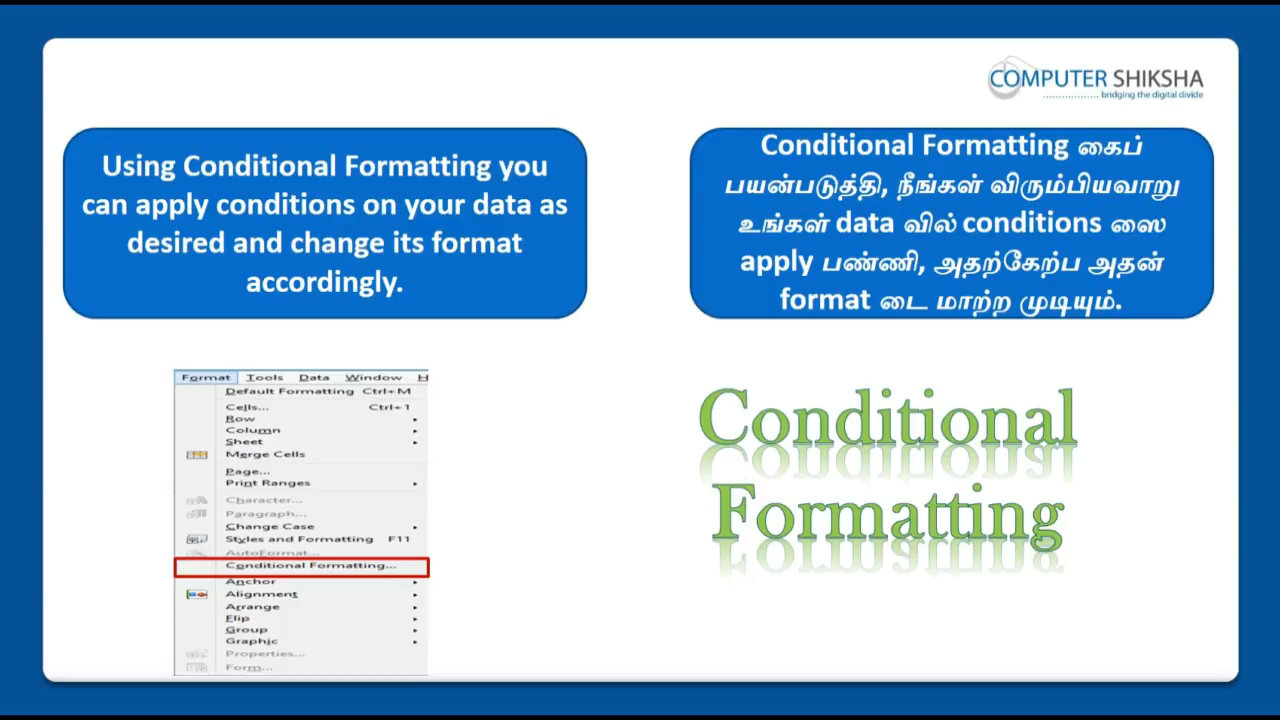 COMPUTER SHIKSHA
bridging the digital divide
Using Conditional Formatting you
can apply conditions on your data as
desired and change its format
accordingly.
Conditional Formatting கைப்
பயன்படுத்தி, நீங்கள் விரும்பியவாறு
உங்கள் data வில் conditions ஸை
apply பண்ணி, அதற்கேற்ப அதன்
format டை மாற்ற முடியும்.
Format Tools Data Window H
Default Formatting Ctrl+M
Cells... Ctrl+1
Row
Column
Sheet
Merge Cells
Page...
Print Ranges
Character...
Paragraph...
Change Case
Styles and Formatting F11
AutoFormat...
Conditional Formatting...
Anchor
Alignment
Arrange
Flip
Group
Graphic
Properties...
Form...
Conditional
Formatting